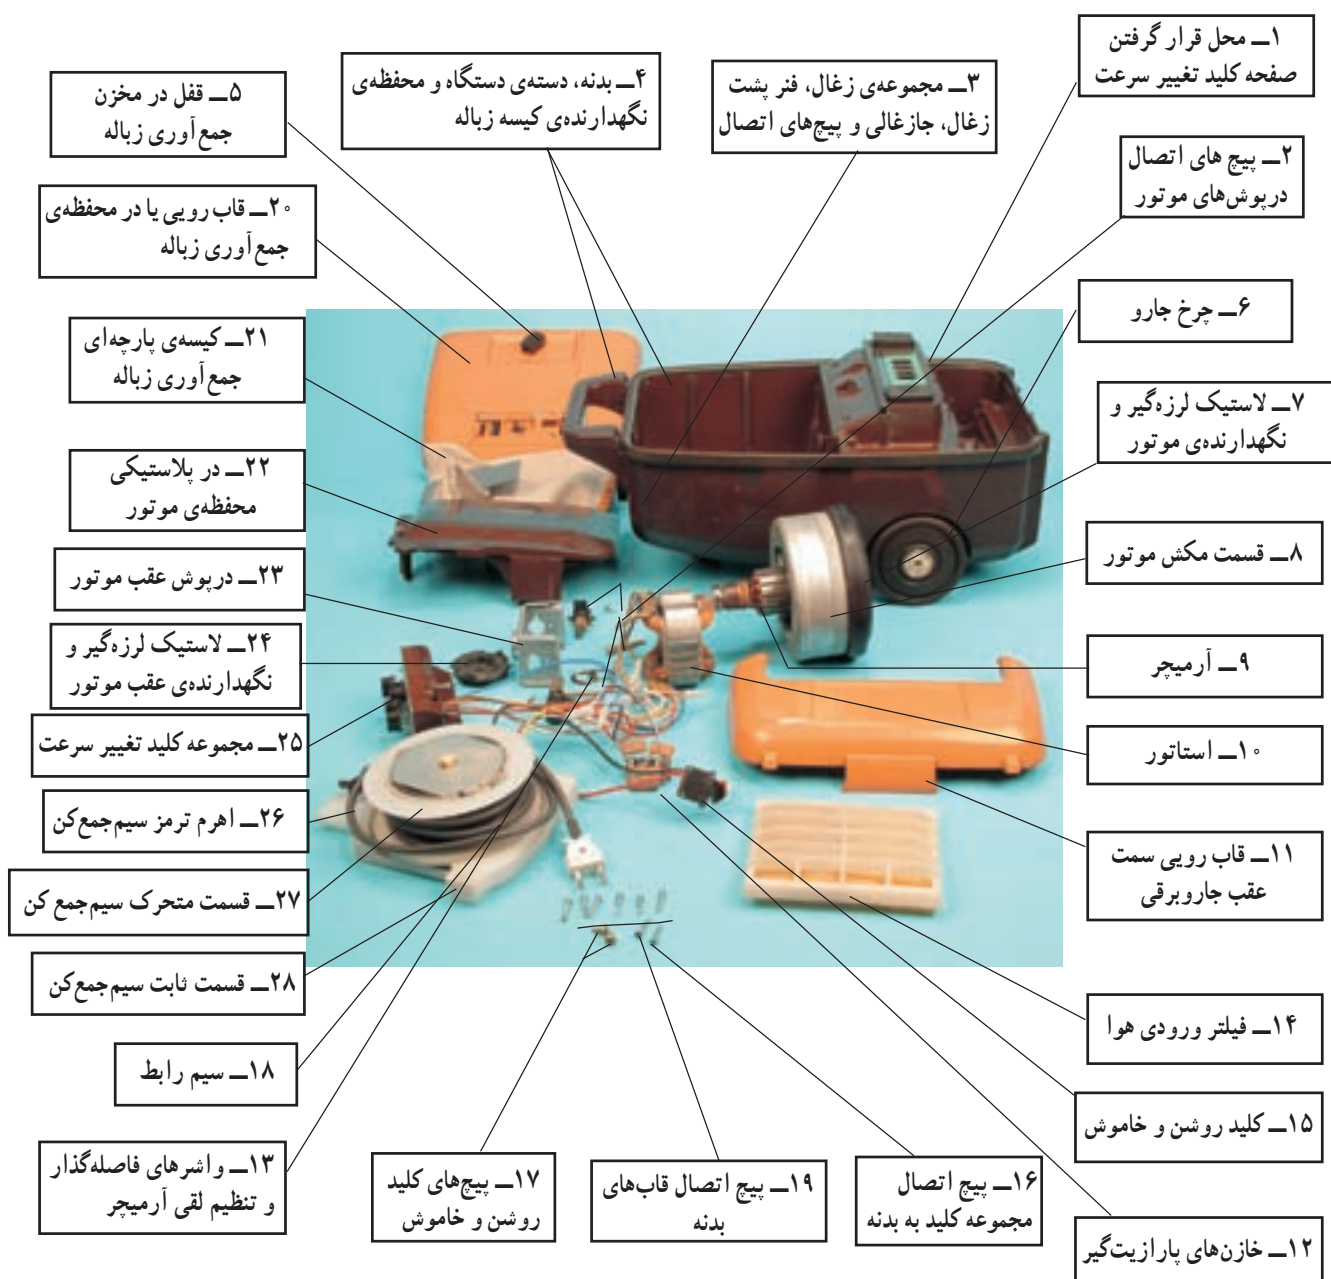 ۱ــ محل قرار گرفتن
صفحه کلید تغییر سرعت
۲ــ پیچ های اتصال
درپوش‌های موتور
۳ــ مجموعه‌ی زغال، فنر پشت
زغال، جازغالی و پیچ‌های اتصال
۴ــ بدنه، دسته‌ی دستگاه و محفظه‌ی
نگهدارنده‌ی کیسه زباله
۵ــ قفل در مخزن
جمع آوری زباله
۲۰ــ قاب رویی یا در محفظه‌ی
جمع آوری زباله
۶ــ چرخ جارو
۲۱ــ کیسه‌ی پارچه‌ای
جمع آوری زباله
۷ــ لاستیک لرزه‌گیر و
نگهدارنده‌ی موتور
۲۲ــ در پلاستیکی
محفظه‌ی موتور
۸ــ قسمت مکش موتور
۲۳ــ درپوش عقب موتور
۲۴ــ لاستیک لرزه‌گیر و
نگهدارنده‌ی عقب موتور
۹ــ آرمیچر
۲۵ــ مجموعه کلید تغییر سرعت
۱۰ــ استاتور
۲۶ــ اهرم ترمز سیم‌جمع‌کن
۱۱ــ قاب رویی سمت
عقب جاروبرقی
۲۷ــ قسمت متحرک سیم‌جمع کن
۲۸ــ قسمت ثابت سیم‌جمع‌کن
۱۴ــ فیلتر ورودی هوا
۱۸ــ سیم رابط
۱۵ــ کلید روشن و خاموش
۱۳ــ واشرهای فاصله‌گذار
و تنظیم لقی آرمیچر
۱۷ــ پیچ‌های کلید
روشن و خاموش
۱۹ــ پیچ اتصال قاب‌های
بدنه
۱۶ــ پیچ اتصال
مجموعه کلید به بدنه
۱۲ــ خازن‌های پارازیت‌گیر